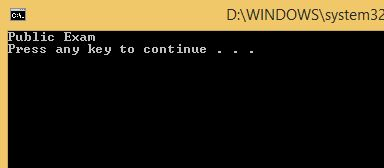 D:\WINDOWS\system32
C:\.
Public Exam
Press any key to continue . . .